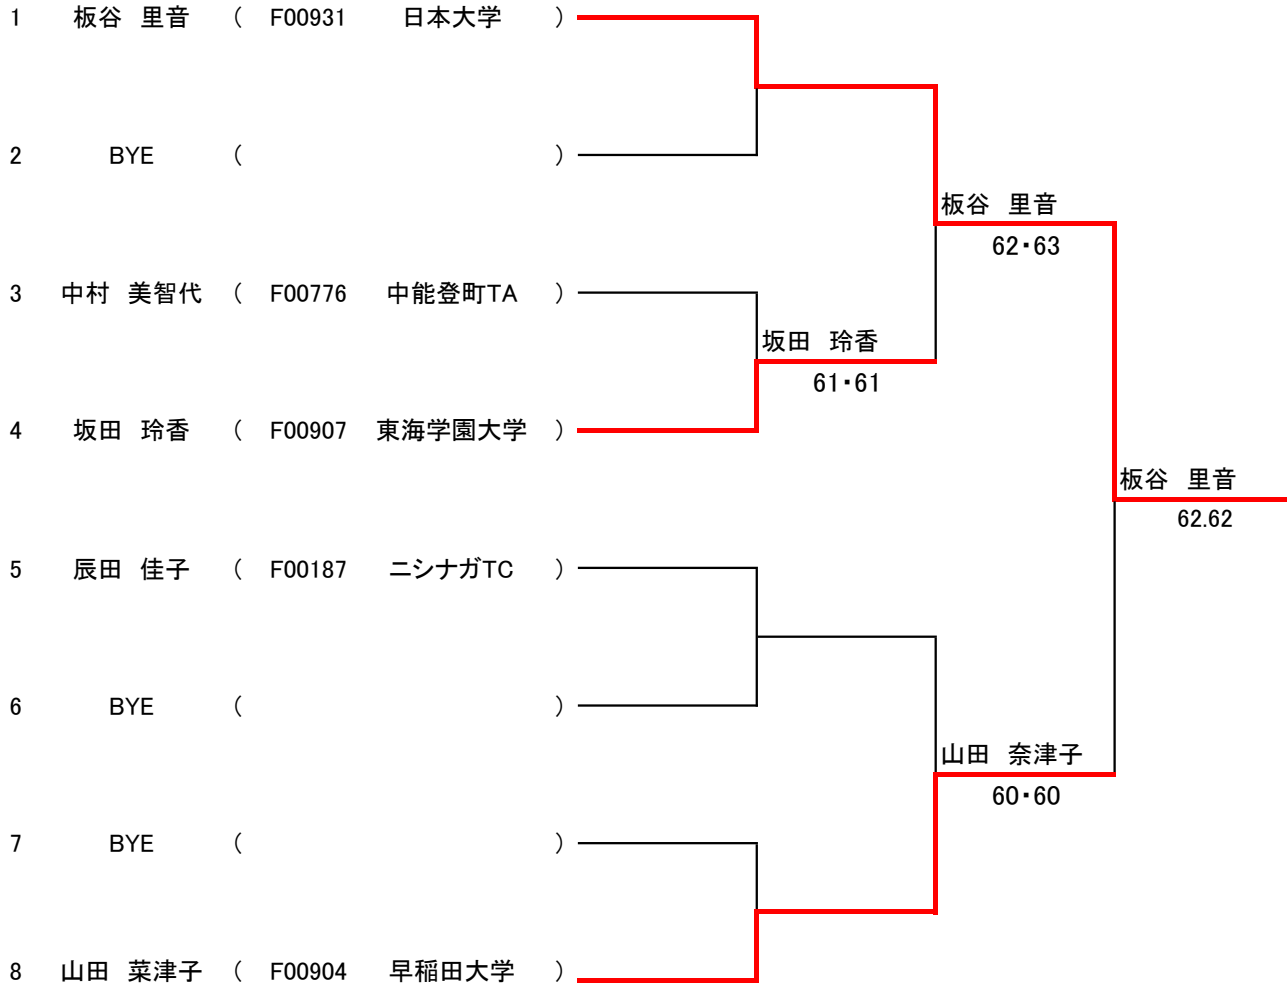 1 板谷 里音 ( F00931 日本大学 )
2 BYE ( )
板谷 里音
62・63
3 中村 美智代 ( F00776 中能登町TA )
坂田 玲香
61・61
4 坂田 玲香 ( F00907 東海学園大学 )
板谷 里音
62.62
5 辰田 佳子 ( F00187 ニシナガTC )
6 BYE ( )
山田 奈津子
60・60
7 BYE ( )
8 山田 菜津子 ( F00904 早稲田大学 )